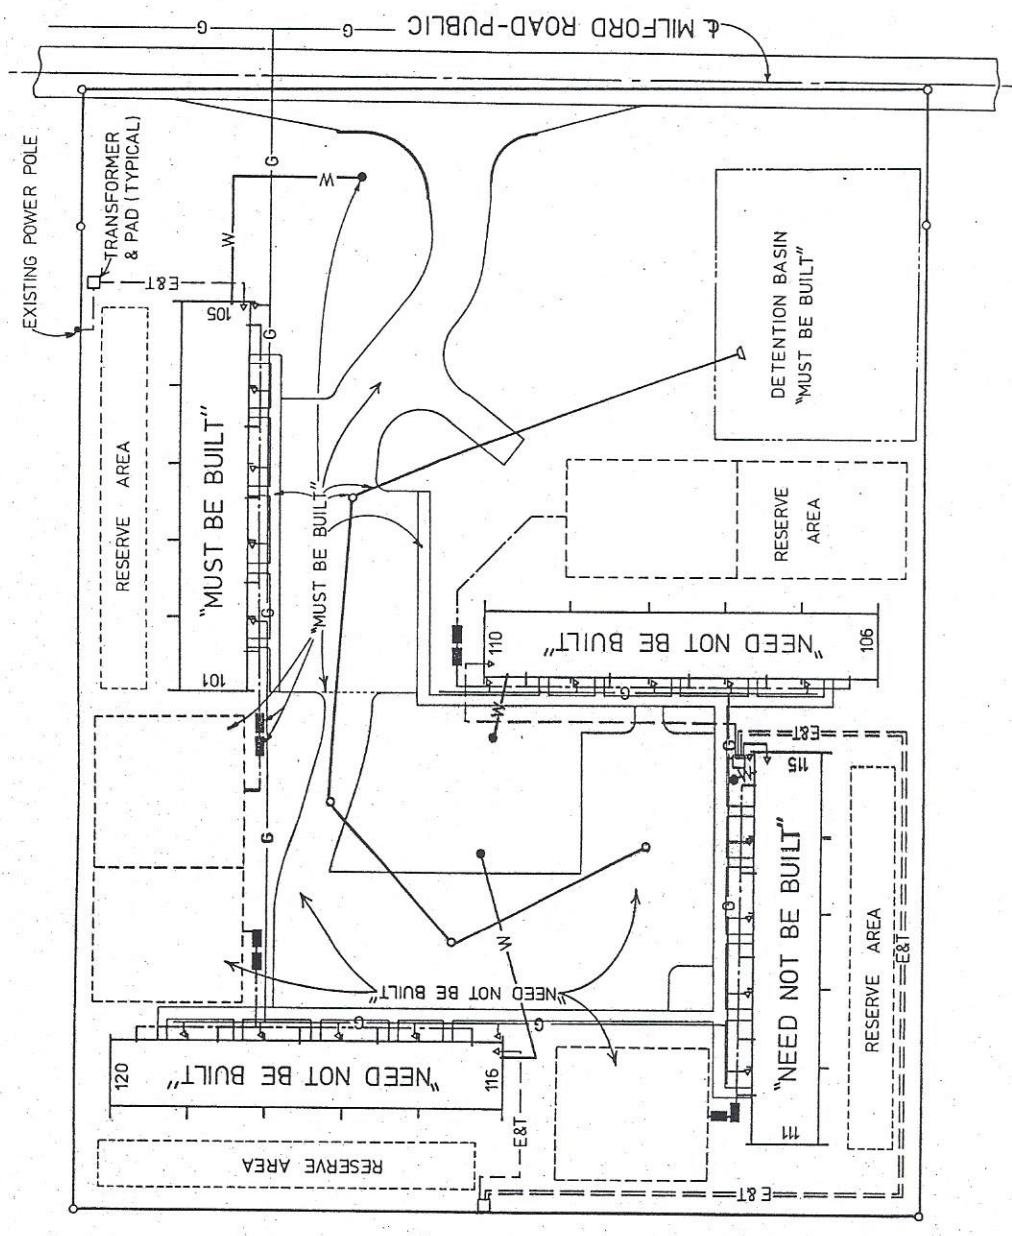 ℄ MILFORD ROAD-PUBLIC
G
G
EXISTING POWER POLE
TRANSFORMER
& PAD (TYPICAL)
G
W
W
E&T
105
G
RESERVE AREA
"MUST BE BUILT"
101
G
"MUST BE BUILT"
DETENTION BASIN
"MUST BE BUILT"
RESERVE
AREA
110
"NEED NOT BE BUILT"
106
G
W
G
E&T
115
W
G
G
"NEED NOT BE BUILT"
111
RESERVE AREA
E&T
W
"NEED NOT BE BUILT"
G
G
120
"NEED NOT BE BUILT"
116
E&T
RESERVE AREA
E&T